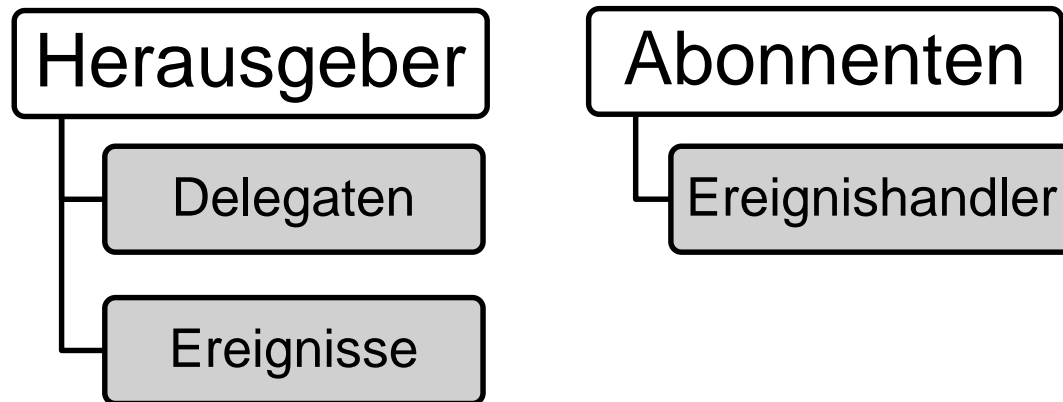 Herausgeber
Delegaten
Ereignisse
Abonnenten
Ereignishandler